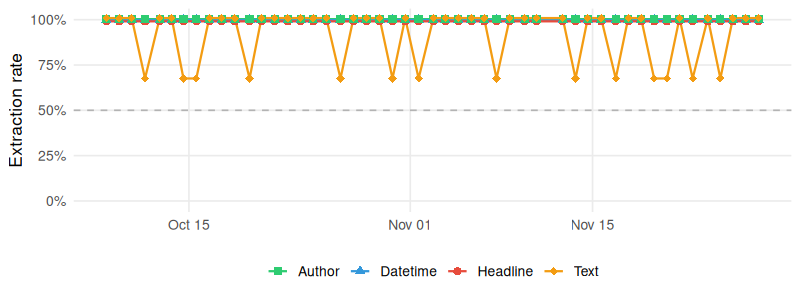 Extraction rate
100%
75%
50%
25%
0%
Oct 15
Nov 01
Nov 15
Author
Datetime
Headline
Text